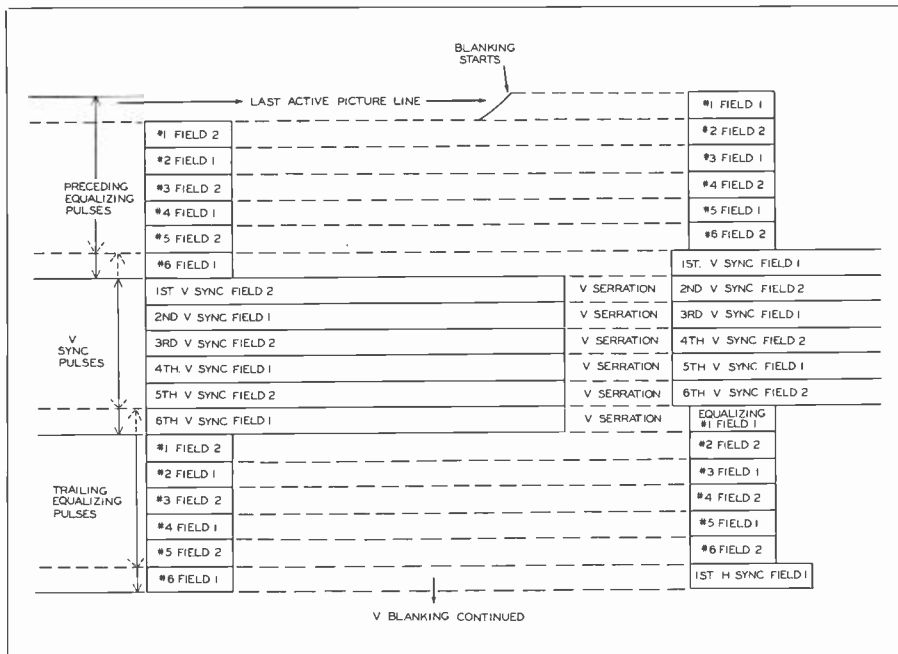 BLANKING
STARTS
LAST ACTIVE PICTURE LINE
#1 FIELD 1
#1 FIELD 2
#2 FIELD 2
#2 FIELD 1
#3 FIELD 1
PRECEDING
EQUALIZING
PULSES
#3 FIELD 2
#4 FIELD 2
#4 FIELD 1
#5 FIELD 1
#5 FIELD 2
#6 FIELD 2
#6 FIELD 1
1ST. V SYNC FIELD 1
1ST V SYNC FIELD 2
V SERRATION
2ND V SYNC FIELD 2
2ND V SYNC FIELD 1
V SERRATION
3RD V SYNC FIELD 1
V
SYNC
PULSES
3RD V SYNC FIELD 2
V SERRATION
4TH V SYNC FIELD 2
4TH. V SYNC FIELD 1
V SERRATION
5TH V SYNC FIELD 1
5TH V SYNC FIELD 2
V SERRATION
6TH V SYNC FIELD 2
6TH V SYNC FIELD 1
V SERRATION
EQUALIZING
#1 FIELD 1
#1 FIELD 2
#2 FIELD 2
#2 FIELD 1
#3 FIELD 1
TRAILING
EQUALIZING
PULSES
#3 FIELD 2
#4 FIELD 2
#4 FIELD 1
#5 FIELD 1
#5 FIELD 2
#6 FIELD 2
#6 FIELD 1
1ST H SYNC FIELD 1
V BLANKING CONTINUED